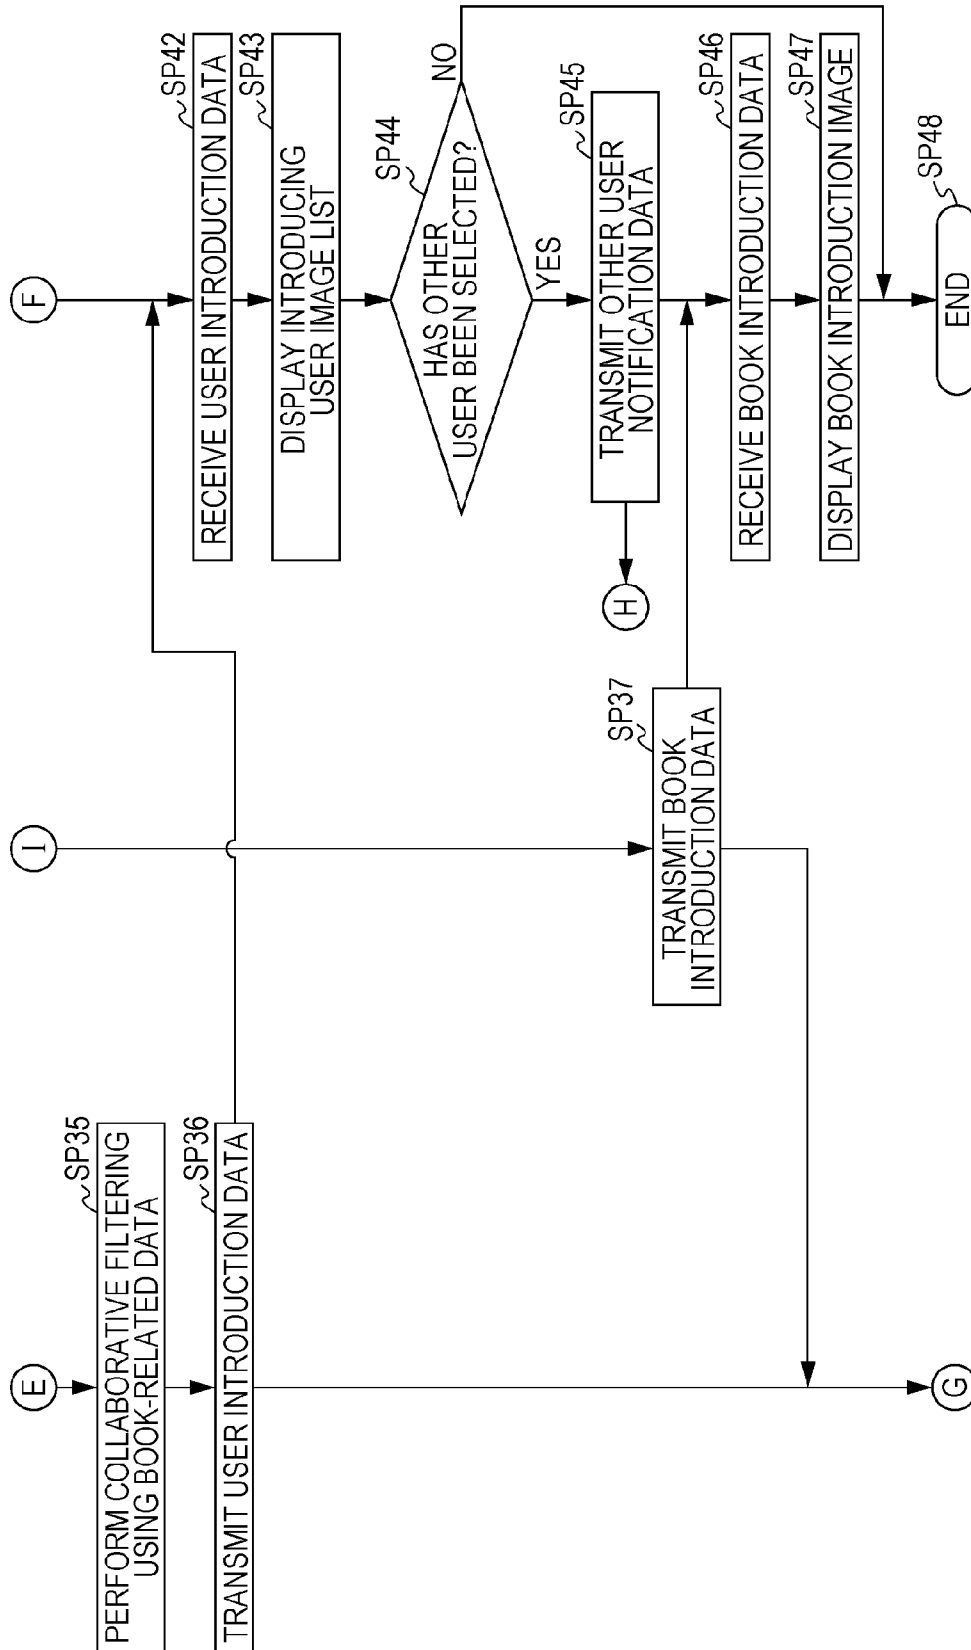 E
SP35
PERFORM COLLABORATIVE FILTERING
USING BOOK-RELATED DATA
SP36
TRANSMIT USER INTRODUCTION DATA
G
I
SP37
TRANSMIT BOOK
INTRODUCTION DATA
F
SP42
RECEIVE USER INTRODUCTION DATA
SP43
DISPLAY INTRODUCING
USER IMAGE LIST
SP44
HAS OTHER
USER BEEN SELECTED?
NO
YES
SP45
TRANSMIT OTHER USER
NOTIFICATION DATA
H
SP46
RECEIVE BOOK INTRODUCTION DATA
SP47
DISPLAY BOOK INTRODUCTION IMAGE
SP48
END